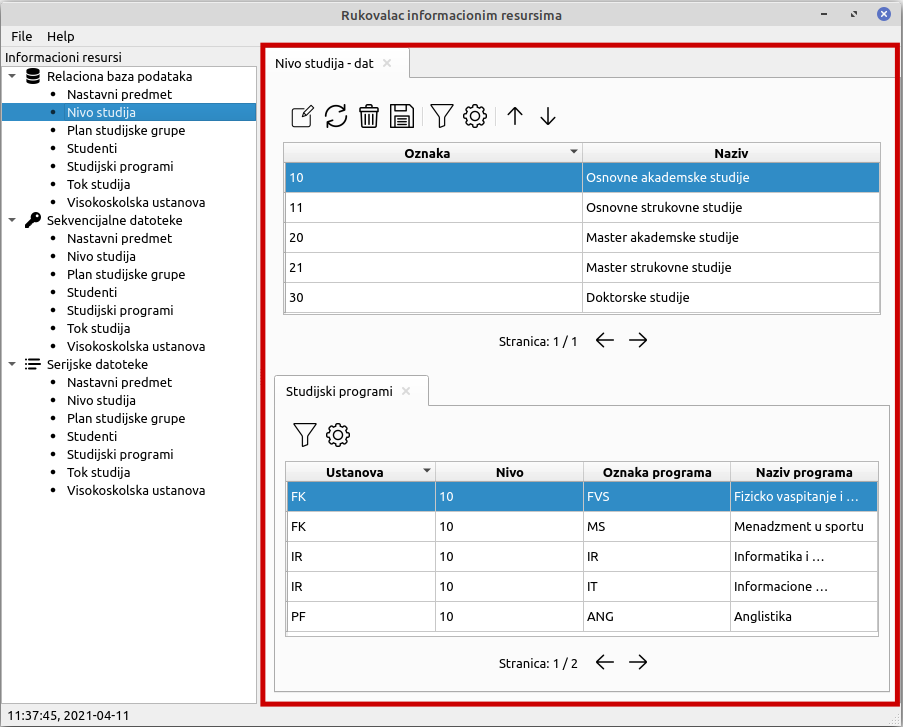 Rukovalac informacionim resursima
File Help
Informacioni resursi
Relaciona baza podataka
Nastavni predmet
Nivo studija
Plan studijske grupe
Studenti
Studijski programi
Tok studija
Visokoskolska ustanova
Sekvencijalne datoteke
Nastavni predmet
Nivo studija
Plan studijske grupe
Studenti
Studijski programi
Tok studija
Visokoskolska ustanova
Serijske datoteke
Nastavni predmet
Nivo studija
Plan studijske grupe
Studenti
Studijski programi
Tok studija
Visokoskolska ustanova
Nivo studija - dat
Oznaka Naziv
10 Osnovne akademske studije
11 Osnovne strukovne studije
20 Master akademske studije
21 Master strukovne studije
30 Doktorske studije
Stranica: 1 / 1
Studijski programi
Ustanova Nivo Oznaka programa Naziv programa
FK 10 FVS Fizicko vaspitanje i ...
FK 10 MS Menadzment u sportu
IR 10 IR Informatika i ...
IR 10 IT Informacione ...
PF 10 ANG Anglistika
Stranica: 1 / 2
11:37:45, 2021-04-11